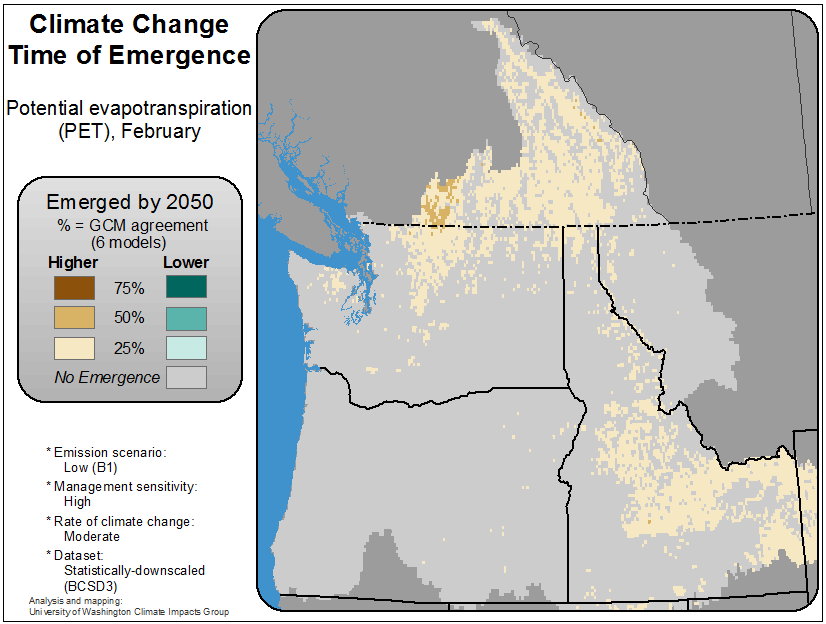 Climate Change
Time of Emergence
Potential evapotranspiration
(PET), February
Emerged by 2050
% = GCM agreement
(6 models)
Higher Lower
75%
50%
25%
No Emergence
* Emission scenario:
Low (B1)
* Management sensitivity:
High
* Rate of climate change:
Moderate
* Dataset:
Statistically-downscaled
(BCSD3)
Analysis and mapping:
University of Washington Climate Impacts Group